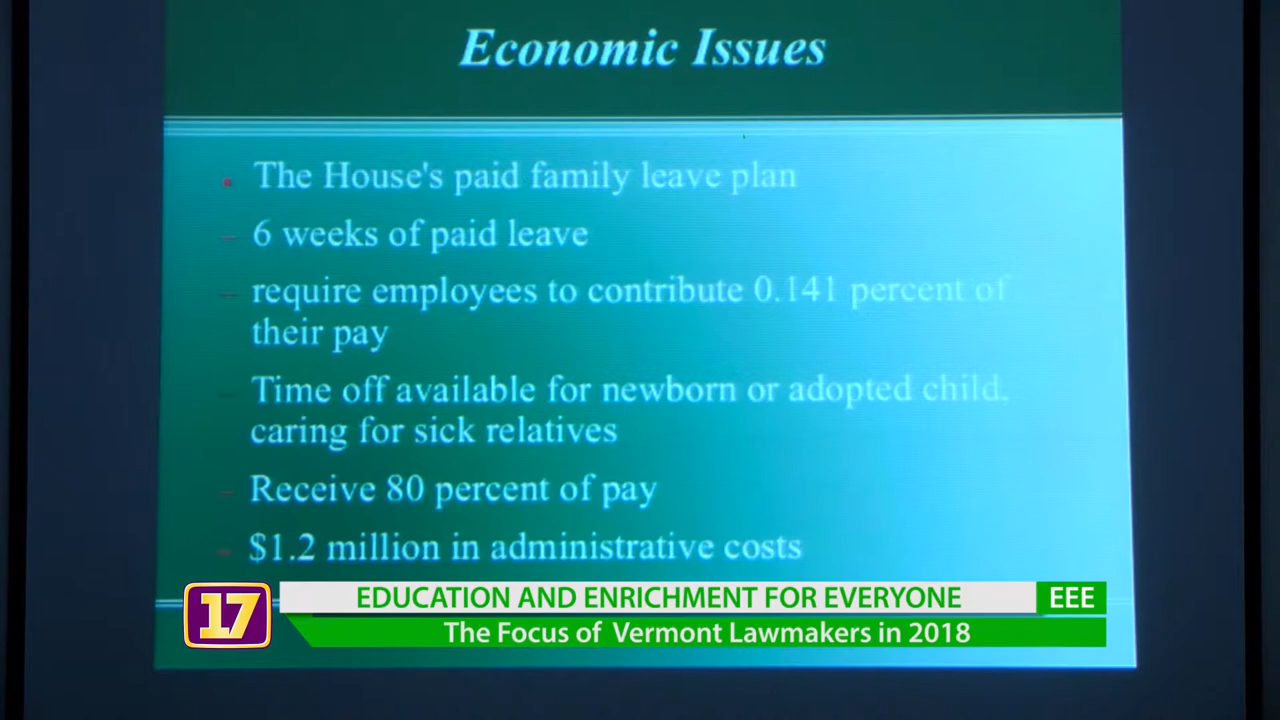 Economic Issues
The House's paid family leave plan
6 weeks of paid leave
require employees to contribute 0.141 percent of
their pay
Time off available for newborn or adopted child,
caring for sick relatives
Receive 80 percent of pay
$1.2 million in administrative costs
17
EDUCATION AND ENRICHMENT FOR EVERYONE
EEE
The Focus of Vermont Lawmakers in 2018